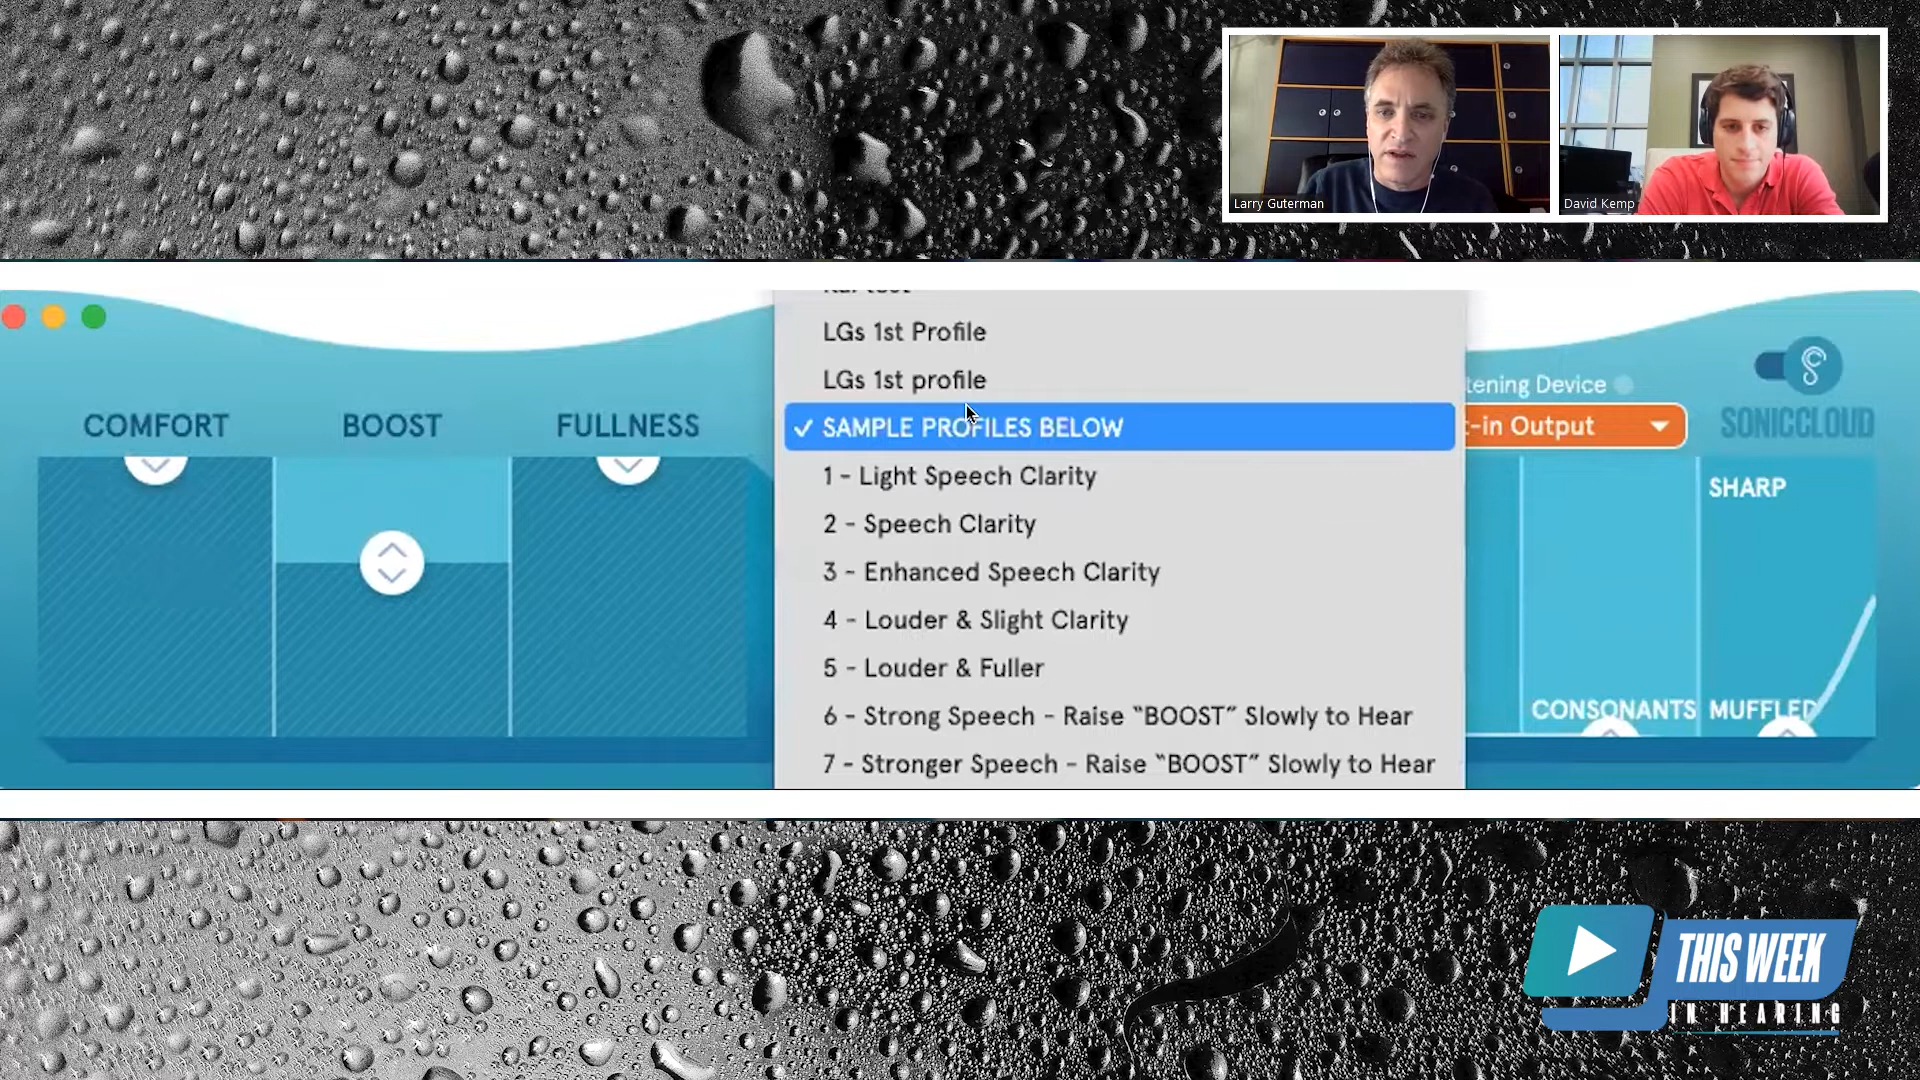 Larry Guterman
David Kemp
LGs 1st Profile
LGs 1st profile
SAMPLE PROFILES BELOW
1 - Light Speech Clarity
2 - Speech Clarity
3 - Enhanced Speech Clarity
4 - Louder & Slight Clarity
5 - Louder & Fuller
6 - Strong Speech - Raise “BOOST” Slowly to Hear
7 - Stronger Speech - Raise “BOOST” Slowly to Hear
COMFORT
BOOST
FULLNESS
Device
Output
SONICCLOUD
SHARP
CONSONANTS
MUFFLED
THIS WEEK
IN HEARING